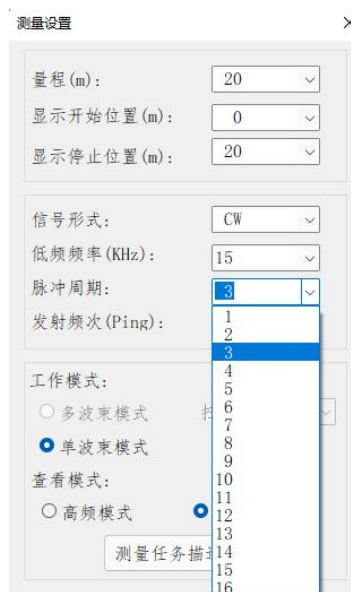 测量设置
量程(m): 20
显示开始位置(m): 0
显示停止位置(m): 20
信号形式: CW
低频频率(KHz): 15
脉冲周期: 3
发射频次(Ping):
1
2
3
4
5
6
7
8
9
10
11
12
13
14
15
16
工作模式:
多波束模式
单波束模式
查看模式:
高频模式
测量任务描